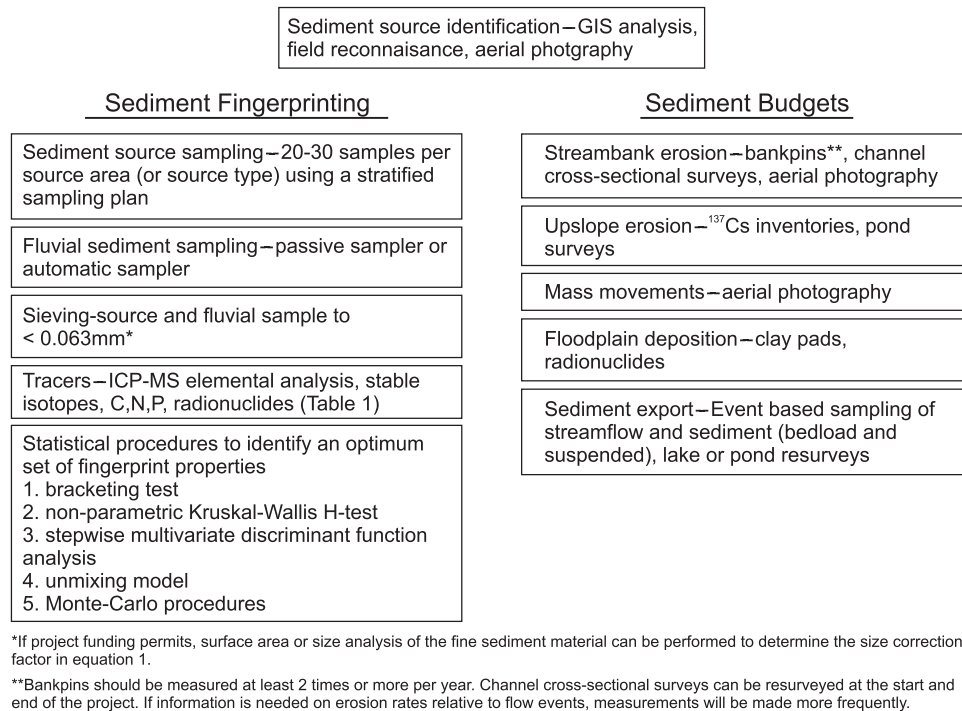 Sediment source identification–GIS analysis,
field reconnaisance, aerial photgraphy
Sediment Fingerprinting
Sediment source sampling–20-30 samples per
source area (or source type) using a stratified
sampling plan
Fluvial sediment sampling–passive sampler or
automatic sampler
Sieving-source and fluvial sample to
< 0.063mm*
Tracers–ICP-MS elemental analysis, stable
isotopes, C,N,P, radionuclides (Table 1)
Statistical procedures to identify an optimum
set of fingerprint properties
1. bracketing test
2. non-parametric Kruskal-Wallis H-test
3. stepwise multivariate discriminant function
analysis
4. unmixing model
5. Monte-Carlo procedures
Sediment Budgets
Streambank erosion–bankpins**, channel
cross-sectional surveys, aerial photography
Upslope erosion–¹³⁷Cs inventories, pond
surveys
Mass movements–aerial photography
Floodplain deposition–clay pads,
radionuclides
Sediment export–Event based sampling of
streamflow and sediment (bedload and
suspended), lake or pond resurveys
*If project funding permits, surface area or size analysis of the fine sediment material can be performed to determine the size correction
factor in equation 1.
**Bankpins should be measured at least 2 times or more per year. Channel cross-sectional surveys can be resurveyed at the start and
end of the project. If information is needed on erosion rates relative to flow events, measurements will be made more frequently.